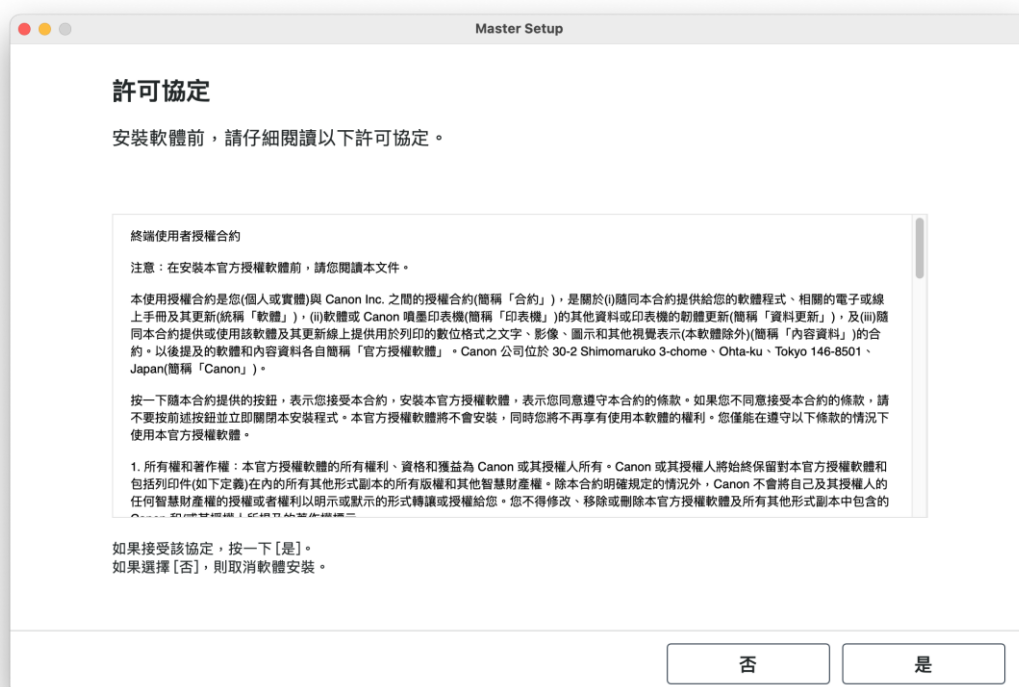 Master Setup
許可協定
安裝軟體前，請仔細閱讀以下許可協定。
終端使用者授權合約
注意：在安裝本官方授權軟體前，請您閱讀本文件。
本使用授權合約是您(個人或實體)與 Canon Inc. 之間的授權合約(簡稱「合約」)，是關於(i)隨同本合約提供給您的軟體程式、相關的電子或線
上手冊及其更新(統稱「軟體」)，(ii)軟體或 Canon 噴墨印表機(簡稱「印表機」)的其他資料或印表機的韌體更新(簡稱「資料更新」)，及(iii)隨
同本合約提供或使用該軟體及其更新線上提供用於列印的數位格式之文字、影像、圖示和其他視覺表示(本軟體除外)(簡稱「內容資料」)的合
約。以後提及的軟體和內容資料各自簡稱「官方授權軟體」。Canon 公司位於 30-2 Shimomaruko 3-chome、Ohta-ku、Tokyo 146-8501、
Japan(簡稱「Canon」)。
按一下隨本合約提供的按鈕，表示您接受本合約，安裝本官方授權軟體，表示您同意遵守本合約的條款。如果您不同意接受本合約的條款，請
不要按前述按鈕並立即關閉本安裝程式。本官方授權軟體將不會安裝，同時您將不再享有使用本軟體的權利。您僅能在遵守以下條款的情況下
使用本官方授權軟體。
1. 所有權和著作權：本官方授權軟體的所有權利、資格和獲益為 Canon 或其授權人所有。Canon 或其授權人將始終保留對本官方授權軟體和
包括列印件(如下定義)在內的所有其他形式副本的所有版權和其他智慧財產權。除本合約明確規定的情況外，Canon 不會將自己及其授權人的
任何智慧財產權的授權或者權利以明示或默示的形式轉讓或授權給您。您不得修改、移除或刪除本官方授權軟體及所有其他形式副本中包含的
如果接受該協定，按一下[是]。
如果選擇[否]，則取消軟體安裝。
否
是